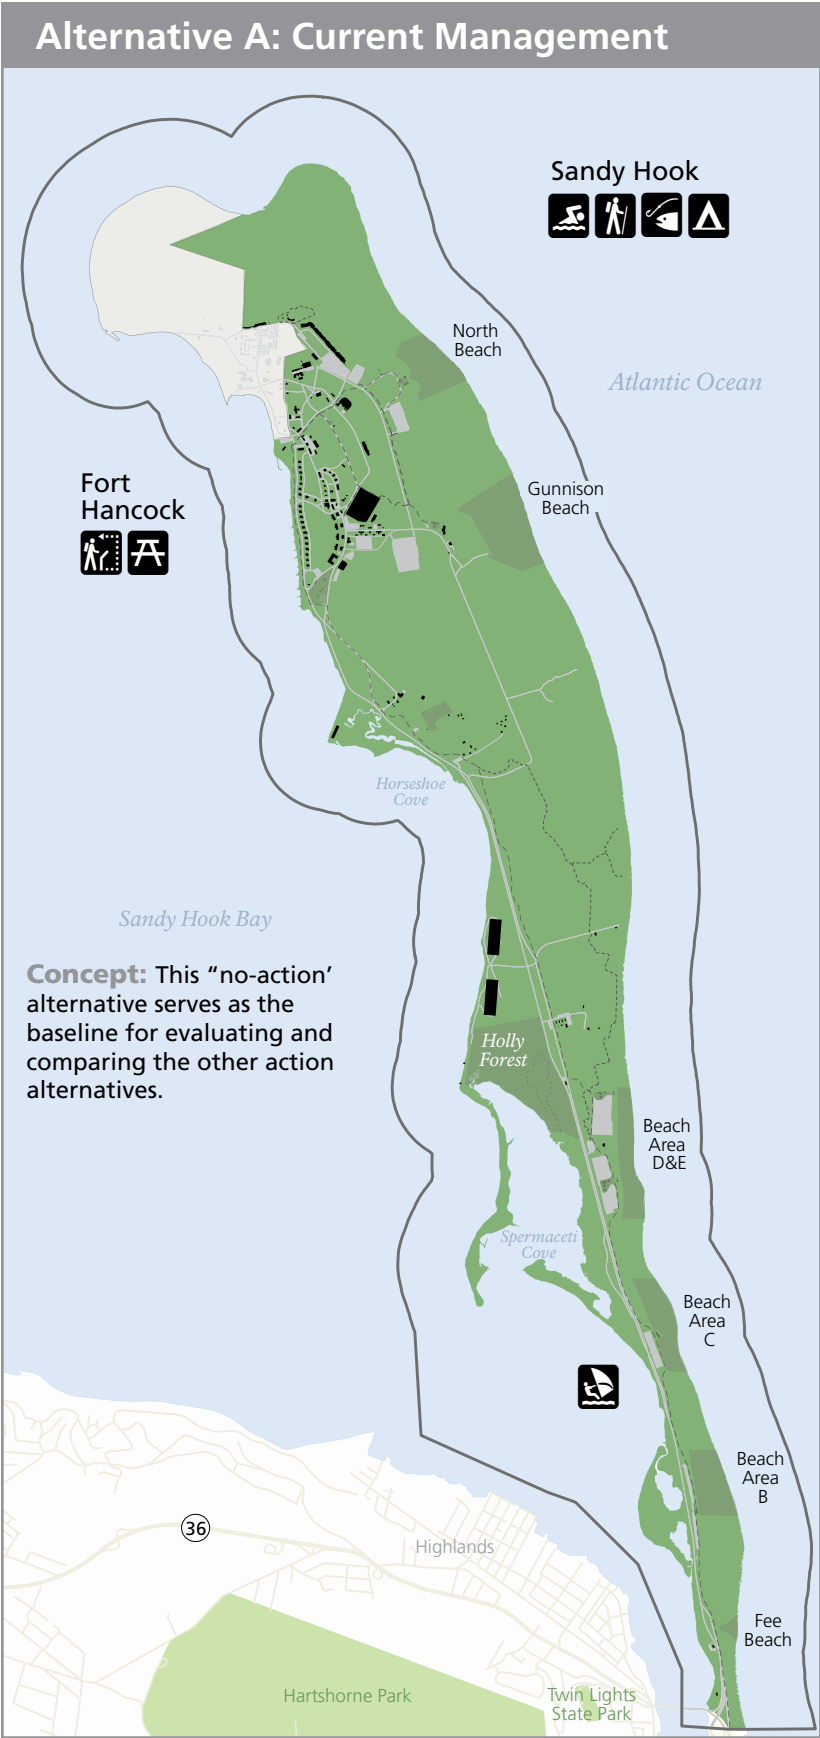 Alternative A: Current Management
Sandy Hook
North
Beach
Atlantic Ocean
Fort
Hancock
Gunnison
Beach
Horseshoe
Cove
Sandy Hook Bay
Concept: This “no-action’
alternative serves as the
baseline for evaluating and
comparing the other action
alternatives.
Holly
Forest
Beach
Area
D&E
Spermaceti
Cove
Beach
Area
C
Beach
Area
B
36
Highlands
Fee
Beach
Hartshorne Park
Twin Lights
State Park